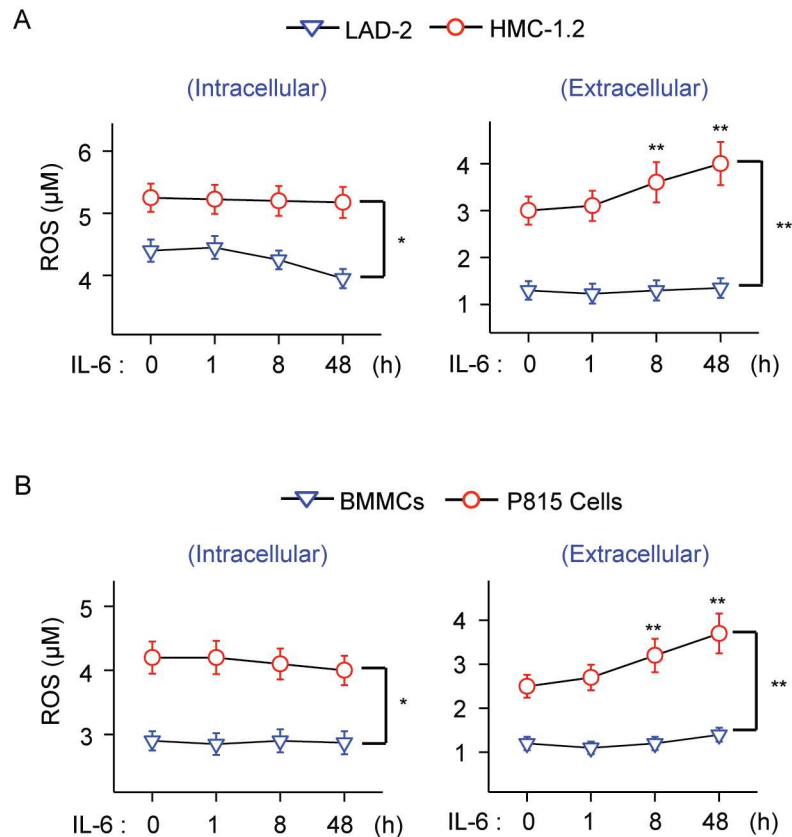 A
LAD-2 HMC-1.2
(Intracellular) (Extracellular)
ROS (μM)
6
5
4
*
IL-6 : 0 1 8 48 (h)
4
3
2
1
** **
**
IL-6 : 0 1 8 48 (h)
B
BMMCs P815 Cells
(Intracellular) (Extracellular)
ROS (μM)
5
4
3
*
IL-6 : 0 1 8 48 (h)
4
3
2
1
** **
**
IL-6 : 0 1 8 48 (h)